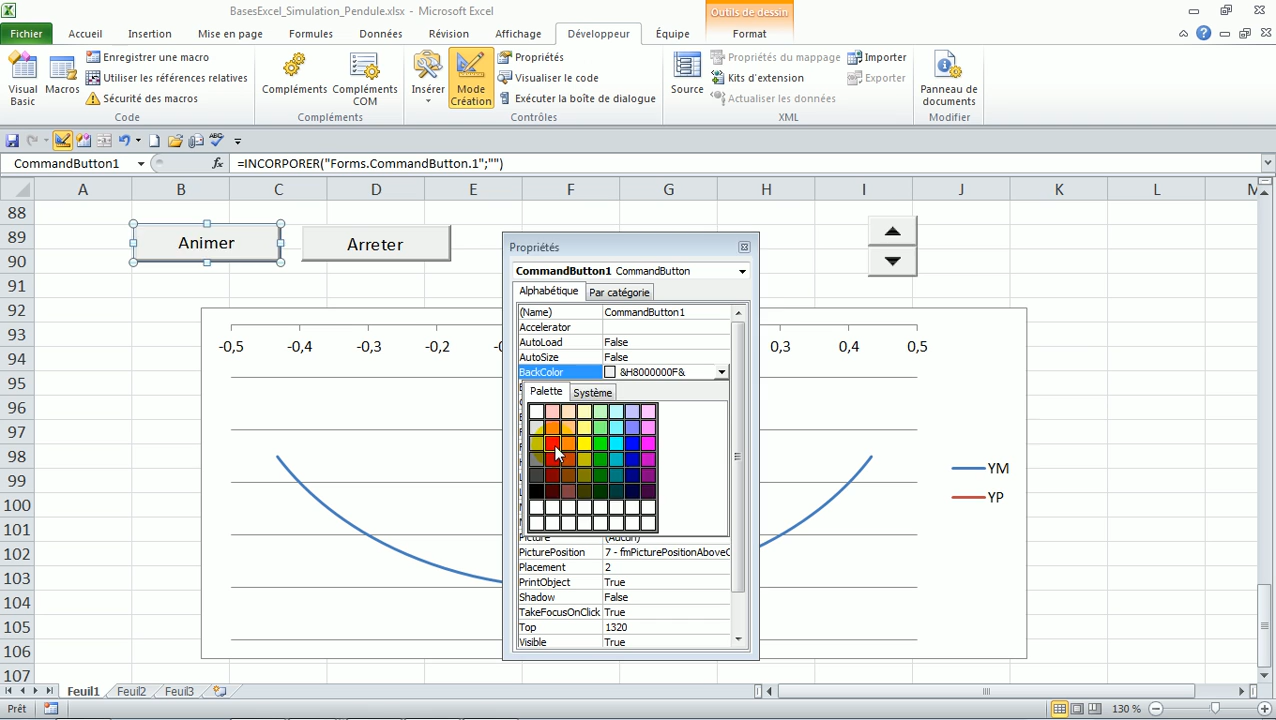 BasesExcel_Simulation_Pendule.xlsx - Microsoft Excel
Outils de dessin
Fichier Accueil Insertion Mise en page Formules Données Révision Affichage Développeur Équipe Format
Visual Basic
Macros
Enregistrer une macro
Utiliser les références relatives
Sécurité des macros
Code
Compléments
Compléments COM
Compléments
Insérer
Mode Création
Propriétés
Visualiser le code
Exécuter la boîte de dialogue
Contrôles
Source
Propriétés du mappage
Kits d'extension
Actualiser les données
Importer
Exporter
XML
Panneau de documents
Modifier
CommandButton1 fx =INCORPORER("Forms.CommandButton.1";"")
A B C D E F G H I J K L M
88
89
90
91
92
93
94
95
96
97
98
99
100
101
102
103
104
105
106
107
Animer Arreter
-0,5 -0,4 -0,3 -0,2 0,3 0,4 0,5
YM
YP
Propriétés
CommandButton1 CommandButton
Alphabétique Par catégorie
(Name) CommandButton1
Accelerator
AutoLoad False
AutoSize False
BackColor &H8000000F&
Palette Système
Picture (Aucun)
PicturePosition 7 - fmPicturePositionAboveC
Placement 2
PrintObject True
Shadow False
TakeFocusOnClick True
Top 1320
Visible True
Feuil1 Feuil2 Feuil3
Prêt 130 %